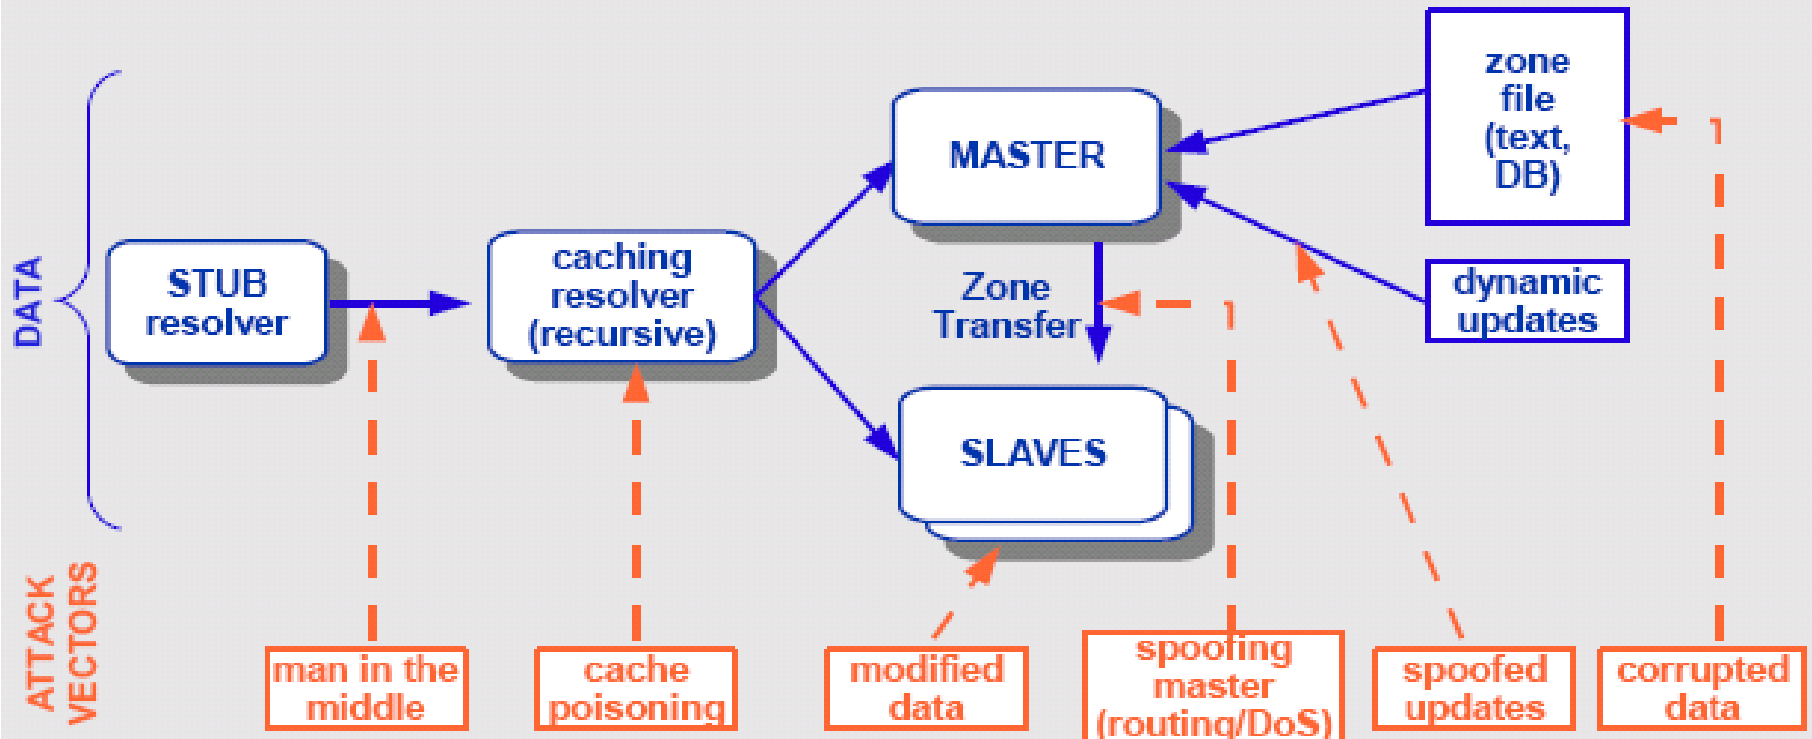 DATA
STUB
resolver
caching
resolver
(recursive)
MASTER
Zone
Transfer
SLAVES
zone
file
(text,
DB)
dynamic
updates
ATTACK
VECTORS
man in the
middle
cache
poisoning
modified
data
spoofing
master
(routing/DoS)
spoofed
updates
corrupted
data